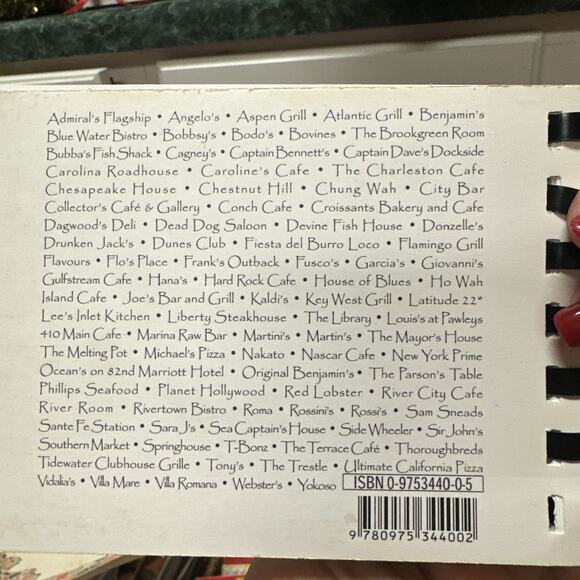 Admiral's Flagship • Angelo's • Aspen Grill • Atlantic Grill • Benjamin's
Blue Water Bistro • Bobbsy's • Bodo's • Bovines • The Brookgreen Room
Bubba's Fish Shack • Cagney's • Captain Bennett's • Captain Dave's Dockside
Carolina Roadhouse • Caroline's Cafe • The Charleston Cafe
Chesapeake House • Chestnut Hill • Chung Wah • City Bar
Collector's Café & Gallery • Conch Cafe • Croissants Bakery and Cafe
Dagwood's Deli • Dead Dog Saloon • Devine Fish House • Donzelle's
Drunken Jack's • Dunes Club • Fiesta del Burro Loco • Flamingo Grill
Flavours • Flo's Place • Frank's Outback • Fusco's • Garcia's • Giovanni's
Gulfstream Cafe • Hana's • Hard Rock Cafe • House of Blues • Ho Wah
Island Cafe • Joe's Bar and Grill • Kaldi's • Key West Grill • Latitude 22°
Lee's Inlet Kitchen • Liberty Steakhouse • The Library • Louis's at Pawleys
410 Main Cafe • Marina Raw Bar • Martini's • Martin's • The Mayor's House
The Melting Pot • Michael's Pizza • Nakato • Nascar Cafe • New York Prime
Ocean's on 82nd Marriott Hotel • Original Benjamin's • The Parson's Table
Phillips Seafood • Planet Hollywood • Red Lobster • River City Cafe
River Room • Rivertown Bistro • Roma • Rossini's • Rossi's • Sam Sneads
Sante Fe Station • Sara J's • Sea Captain's House • Side Wheeler • Sir John's
Southern Market • Springhouse • T-Bonz • The Terrace Café • Thoroughbreds
Tidewater Clubhouse Grille • Tony's • The Trestle • Ultimate California Pizza
Vidalia's • Villa Mare • Villa Romana • Webster's • Yokoso ISBN 0-9753440-0-5
9 780975 344002